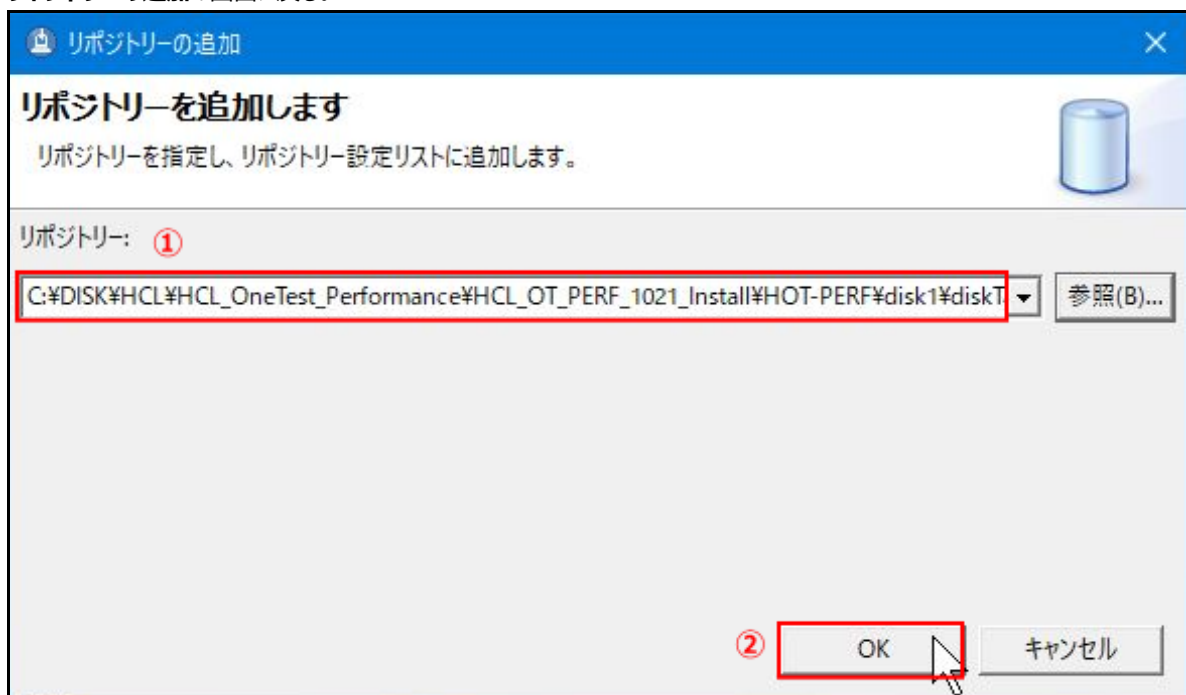 リポジトリーの追加
リポジトリーを追加します
リポジトリーを指定し、リポジトリー設定リストに追加します。
リポジトリー: ①
C:¥DISK¥HCL¥HCL_OneTest_Performance¥HCL_OT_PERF_1021_Install¥HOT-PERF¥disk1¥diskT
参照(B)...
② OK キャンセル